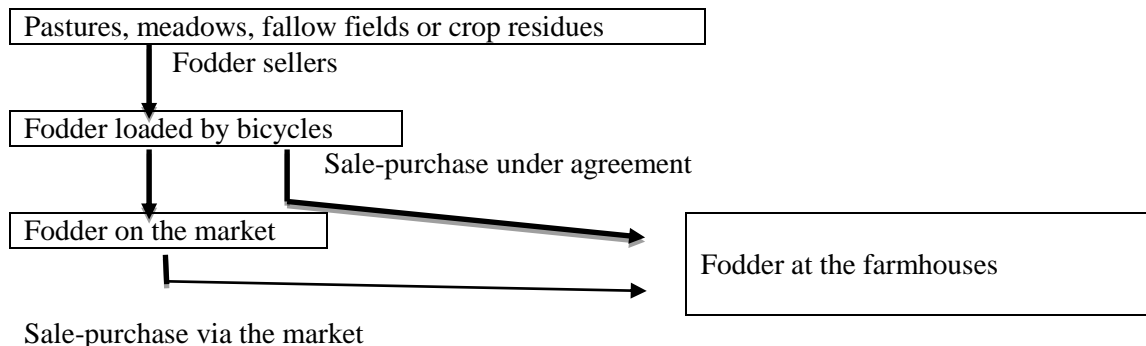 Pastures, meadows, fallow fields or crop residues
Fodder sellers
Fodder loaded by bicycles
Sale-purchase under agreement
Fodder on the market
Fodder at the farmhouses
Sale-purchase via the market